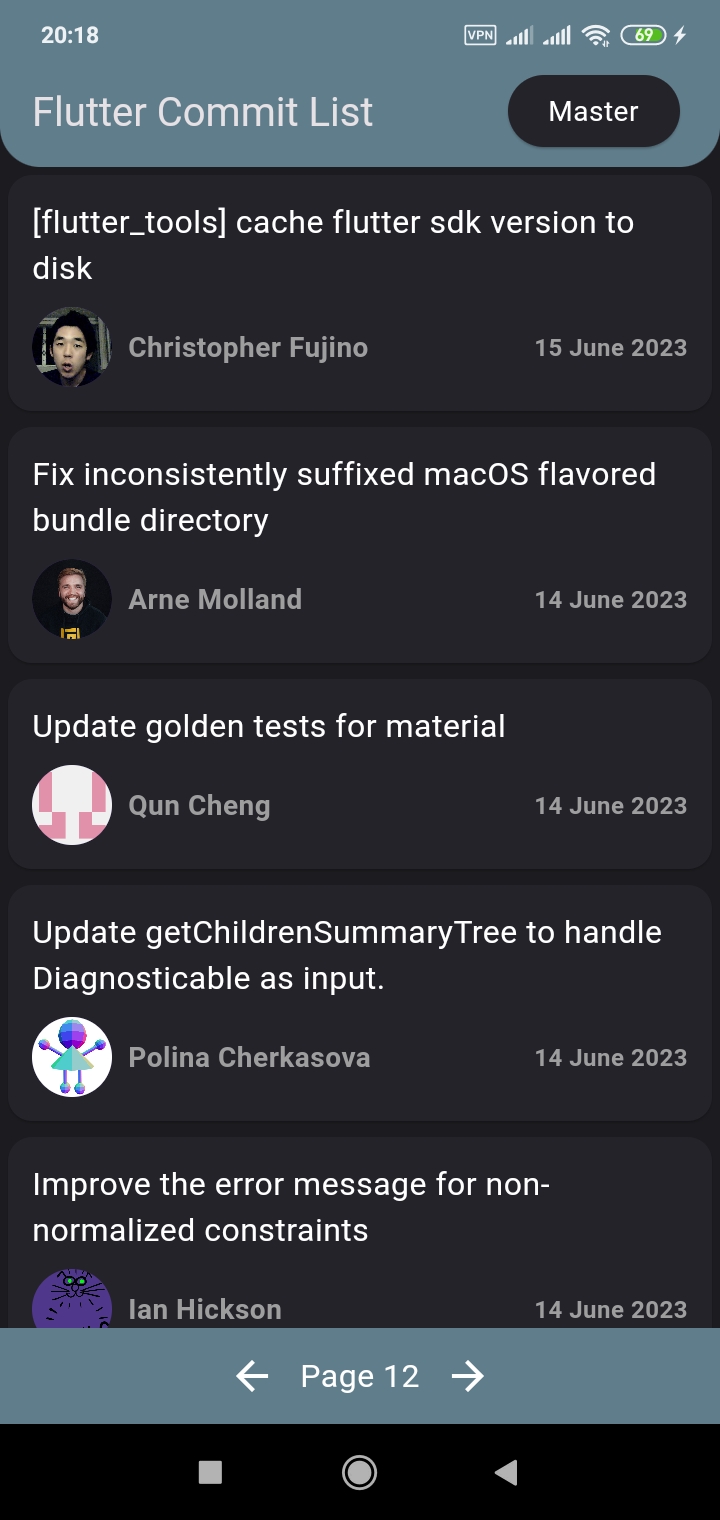 20:18 VPN 69
Flutter Commit List Master
[flutter_tools] cache flutter sdk version to
disk
Christopher Fujino 15 June 2023
Fix inconsistently suffixed macOS flavored
bundle directory
Arne Molland 14 June 2023
Update golden tests for material
Qun Cheng 14 June 2023
Update getChildrenSummaryTree to handle
Diagnosticable as input.
Polina Cherkasova 14 June 2023
Improve the error message for non-
normalized constraints
Ian Hickson 14 June 2023
Page 12